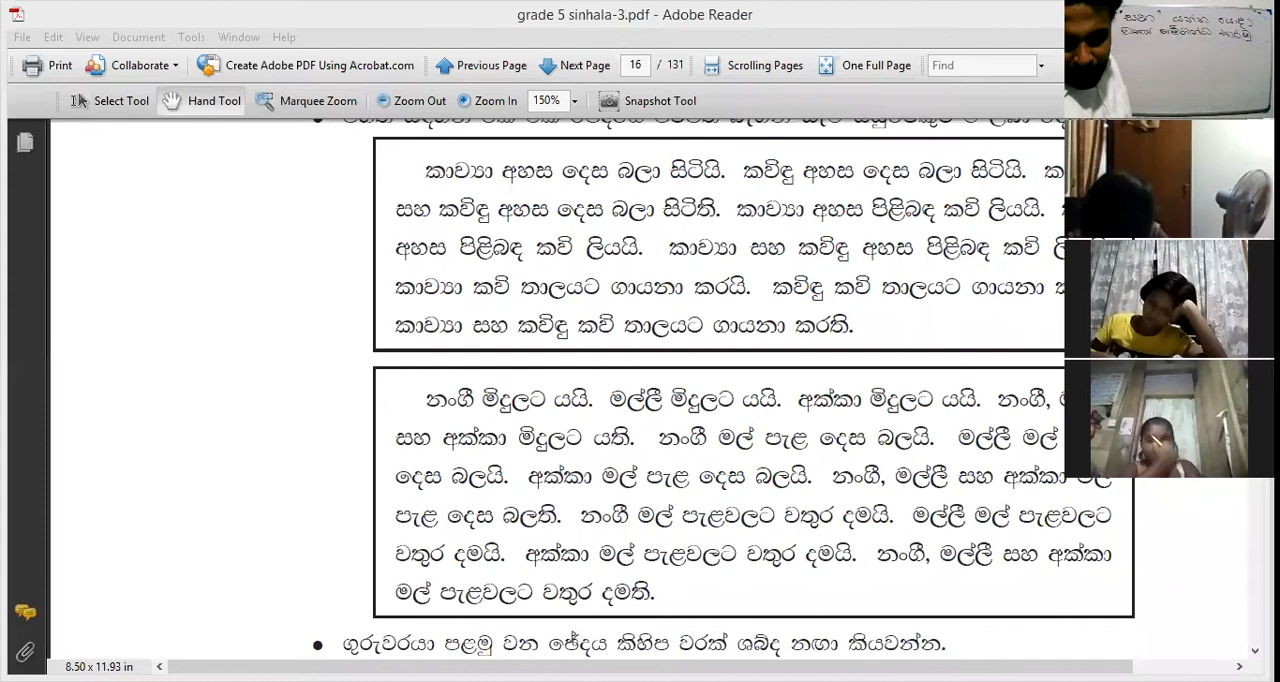 grade 5 sinhala-3.pdf - Adobe Reader
File Edit View Document Tools Window Help
Print Collaborate Create Adobe PDF Using Acrobat.com Previous Page Next Page 16 / 131 Scrolling Pages One Full Page Find
Select Tool Hand Tool Marquee Zoom Zoom Out Zoom In 150% Snapshot Tool
කාව්‍යා අහස දෙස බලා සිටියි. කවිඳු අහස දෙස බලා සිටියි.
සහ කවිඳු අහස දෙස බලා සිටිති. කාව්‍යා අහස පිළිබඳ කවි ලියයි.
අහස පිළිබඳ කවි ලියයි. කාව්‍යා සහ කවිඳු අහස පිළිබඳ කවි
කාව්‍යා කවි තාලයට ගායනා කරයි. කවිඳු කවි තාලයට ගායනා
කාව්‍යා සහ කවිඳු කවි තාලයට ගායනා කරති.
නංගී මිදුලට යයි. මල්ලී මිදුලට යයි. අක්කා මිදුලට යයි. නංගී,
සහ අක්කා මිදුලට යති. නංගී මල් පැළ දෙස බලයි. මල්ලී මල්
දෙස බලයි. අක්කා මල් පැළ දෙස බලයි. නංගී, මල්ලී සහ අක්කා මල්
පැළ දෙස බලති. නංගී මල් පැළවලට වතුර දමයි. මල්ලී මල් පැළවලට
වතුර දමයි. අක්කා මල් පැළවලට වතුර දමයි. නංගී, මල්ලී සහ අක්කා
මල් පැළවලට වතුර දමති.
• ගුරුවරයා පළමු වන ඡේදය කිහිප වරක් ශබ්ද නඟා කියවන්න.
8.50 x 11.93 in
"සහා" යන්න යොදා